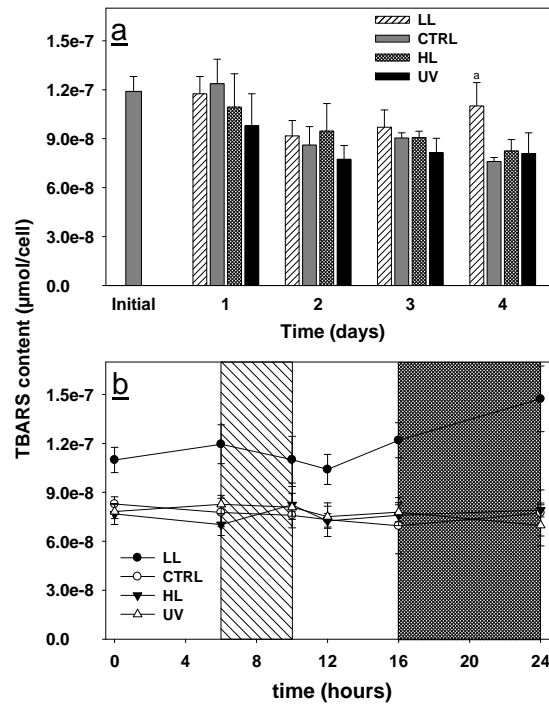 a
LL
CTRL
HL
UV
a
1.5e-7
1.2e-7
9.0e-8
6.0e-8
3.0e-8
0.0
Initial 1 2 3 4
Time (days)
TBARS content (µmol/cell)
b
1.5e-7
1.2e-7
9.0e-8
6.0e-8
3.0e-8
0.0
LL
CTRL
HL
UV
0 4 8 12 16 20 24
time (hours)